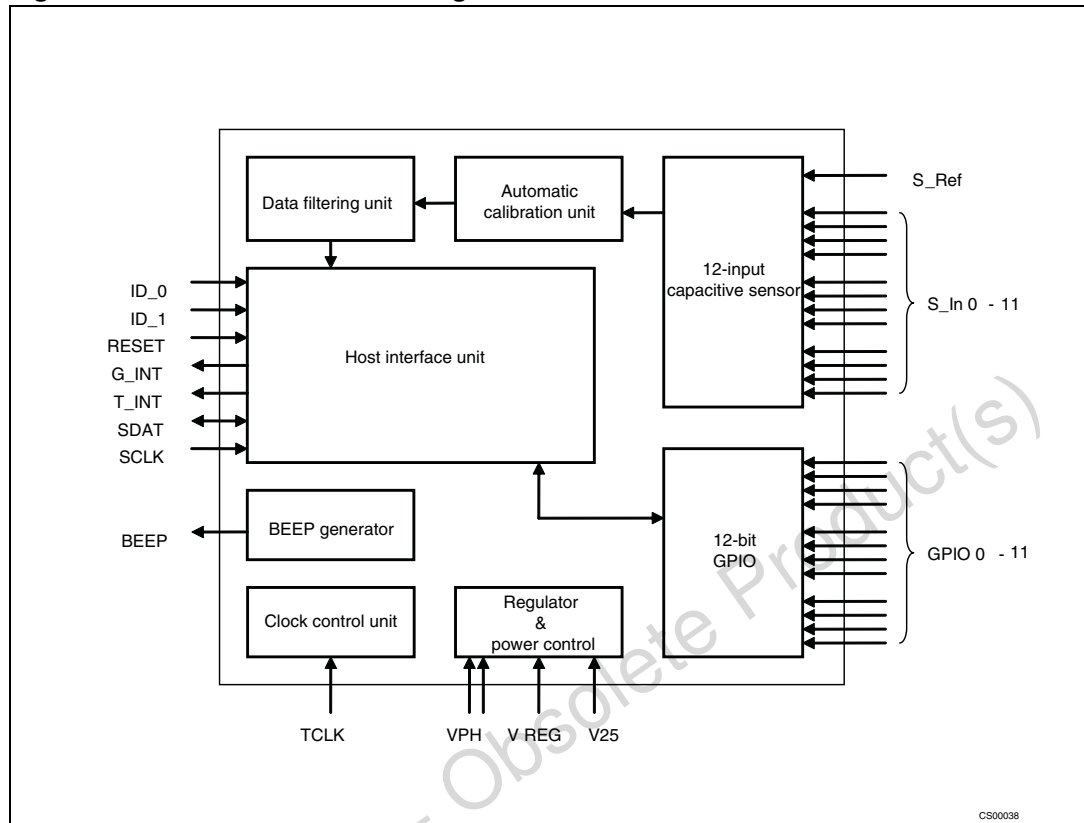 S_Ref
Data filtering unit
Automatic
calibration unit
12-input
capacitive sensor
S_In 0 - 11
ID_0
ID_1
RESET
G_INT
T_INT
SDAT
SCLK
Host interface unit
BEEP
BEEP generator
12-bit
GPIO
GPIO 0 - 11
Clock control unit
Regulator
&
power control
TCLK
VPH
V REG
V25
- Obsolete Product(s)
CS00038